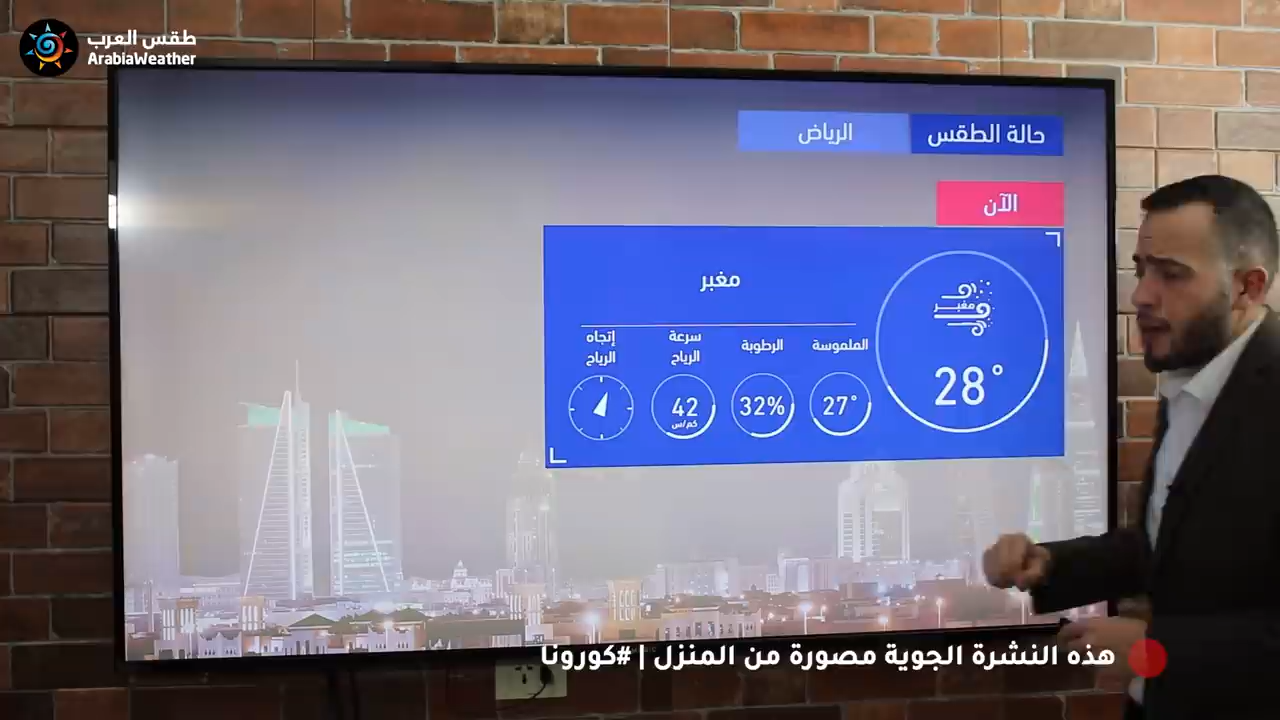 طقس العرب
ArabiaWeather
حالة الطقس
الرياض
الآن
مغبر
مغبر
28°
الملموسة
27°
الرطوبة
32%
سرعة
الرياح
42
كم/س
إتجاه
الرياح
هذه النشرة الجوية مصورة من المنزل | #كورونا